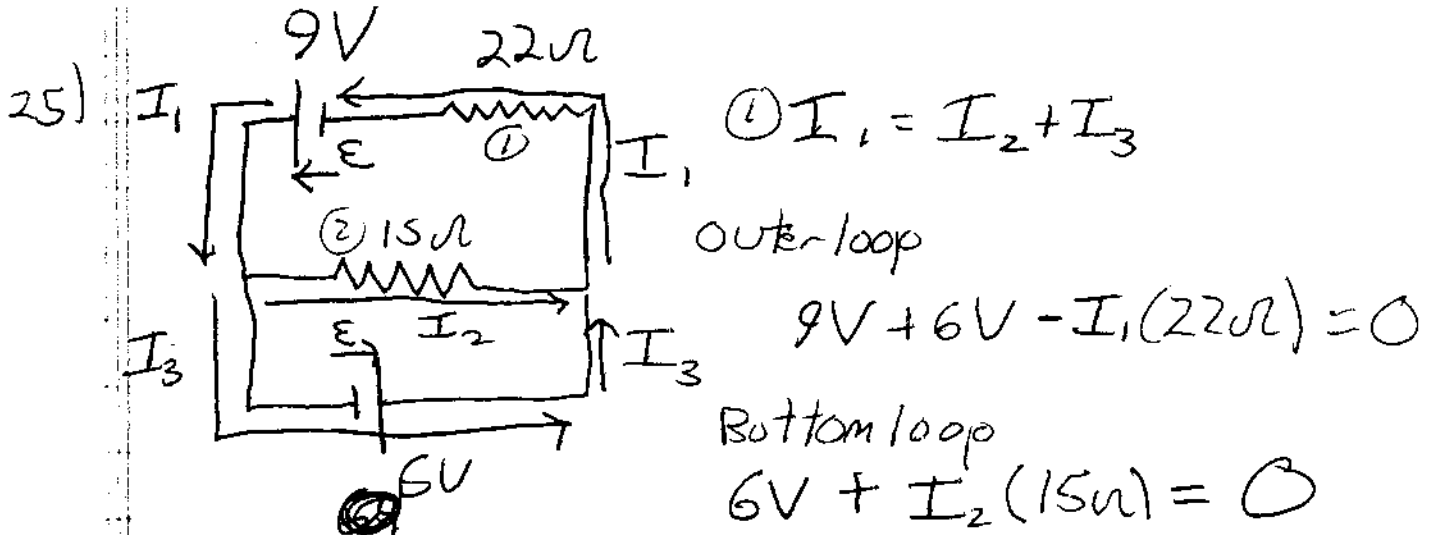 9V
22Ω
25) I₁
① I₁ = I₂ + I₃
ε
①
I₁
② 15Ω
outer loop
I₂
9V + 6V - I₁(22Ω) = 0
I₃
ε
I₃
Bottom loop
6V
6V + I₂(15Ω) = 0